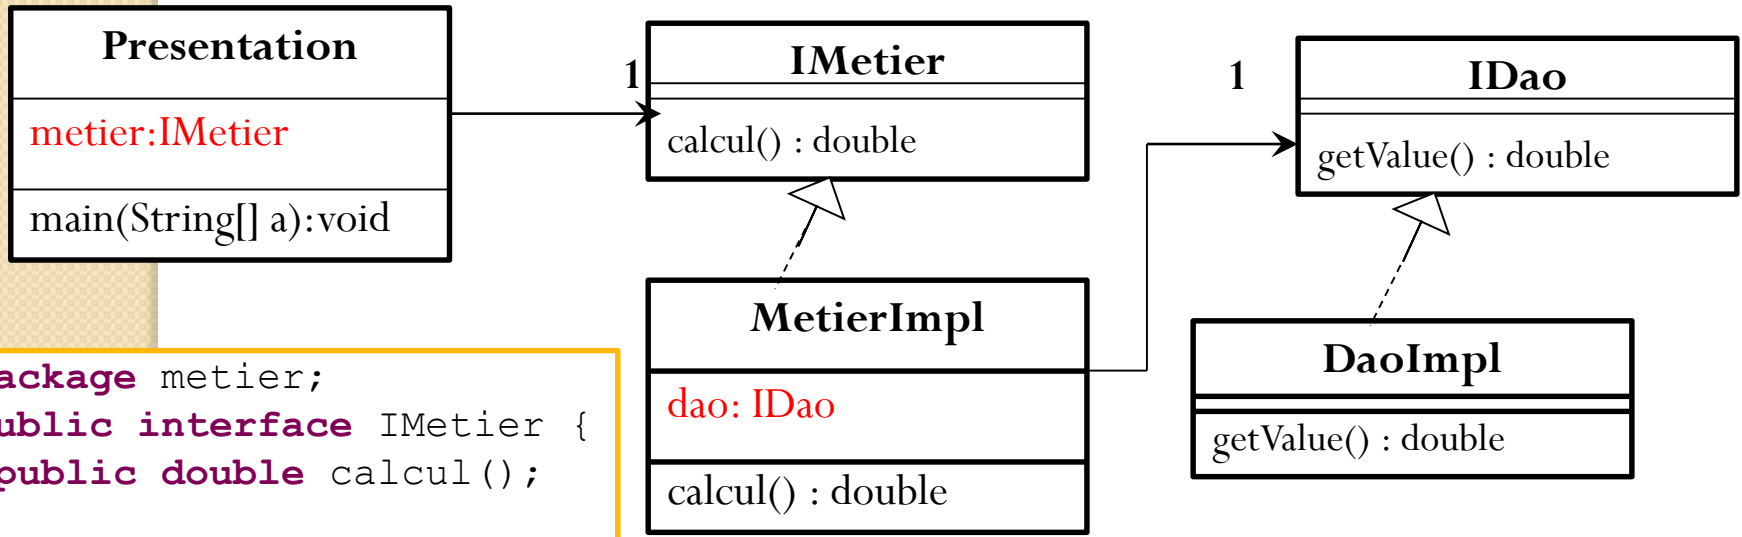 Presentation
metier:IMetier
main(String[] a):void
1
IMetier
calcul() : double
1
IDao
getValue() : double
MetierImpl
dao: IDao
calcul() : double
DaoImpl
getValue() : double
ackage metier;
ublic interface IMetier {
public double calcul();